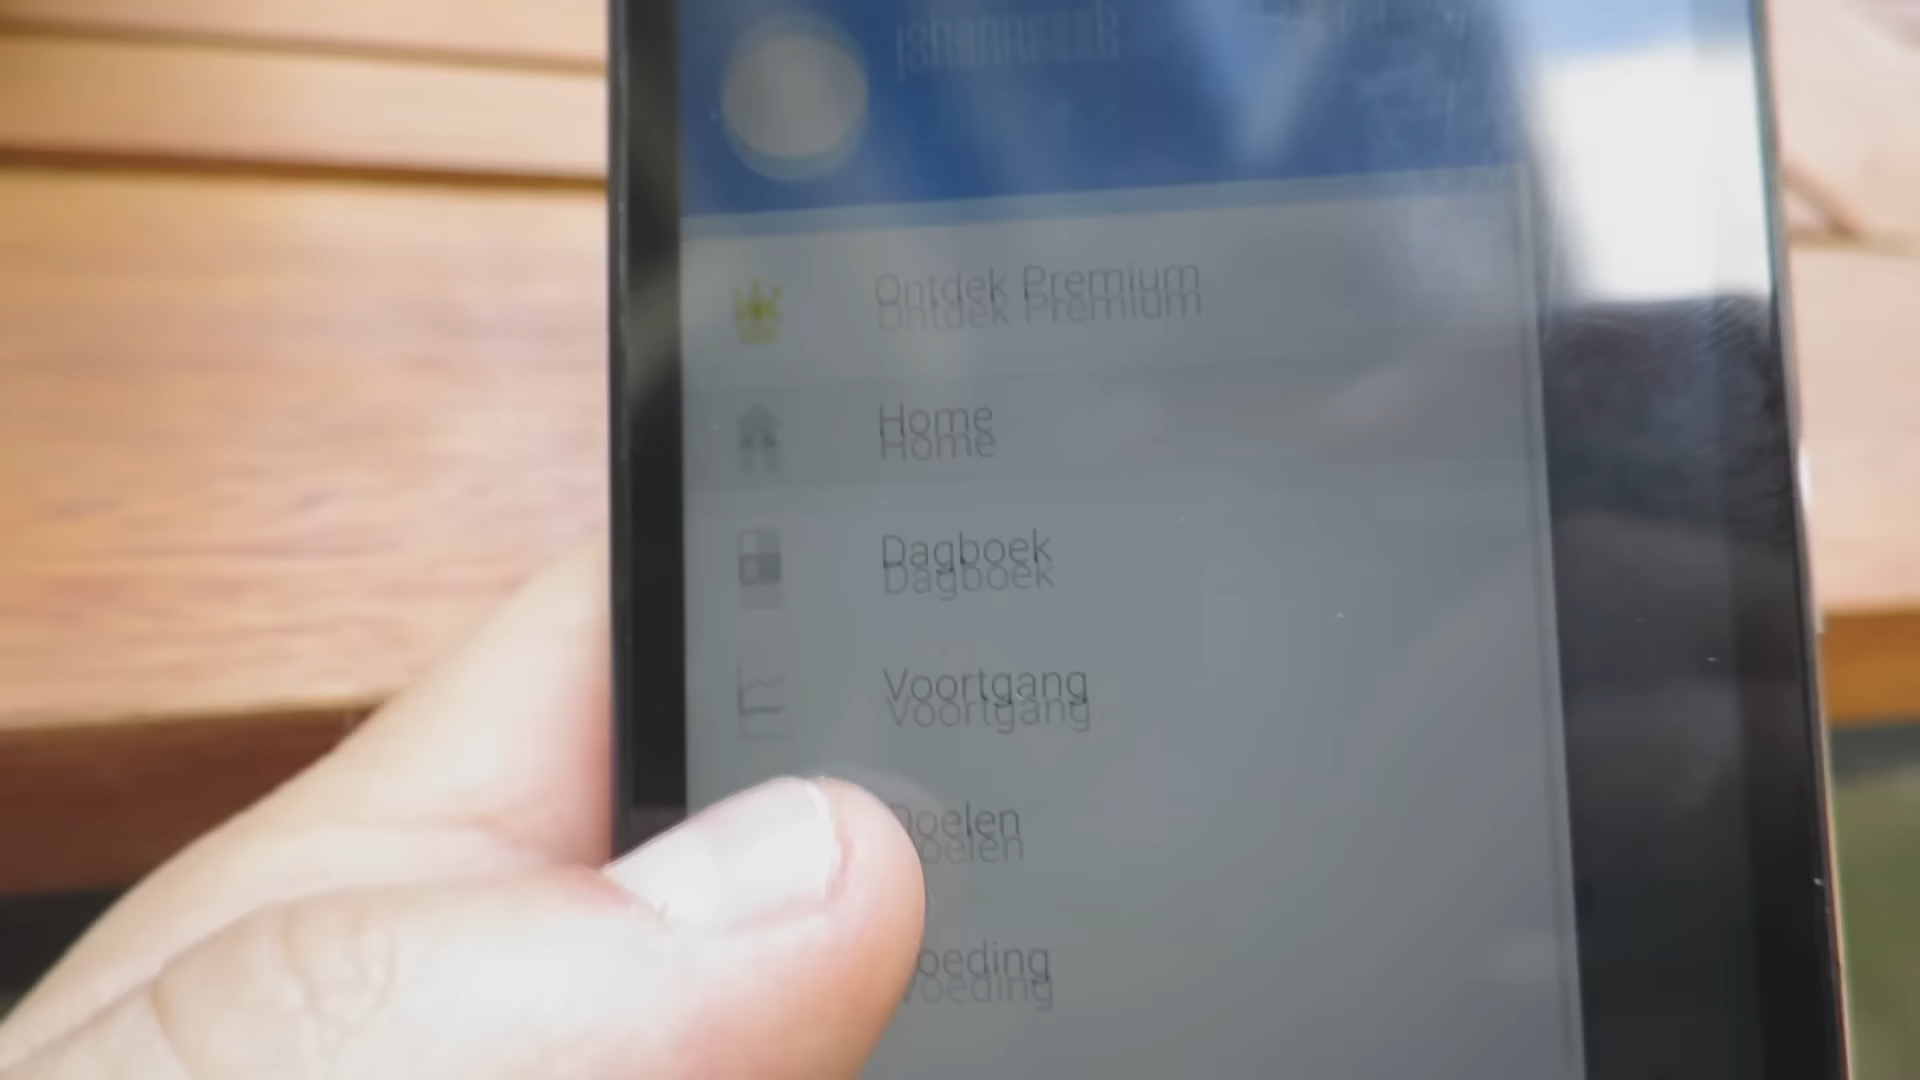 Ontdek Premium
Home
Dagboek
Voortgang
Doelen
Voeding